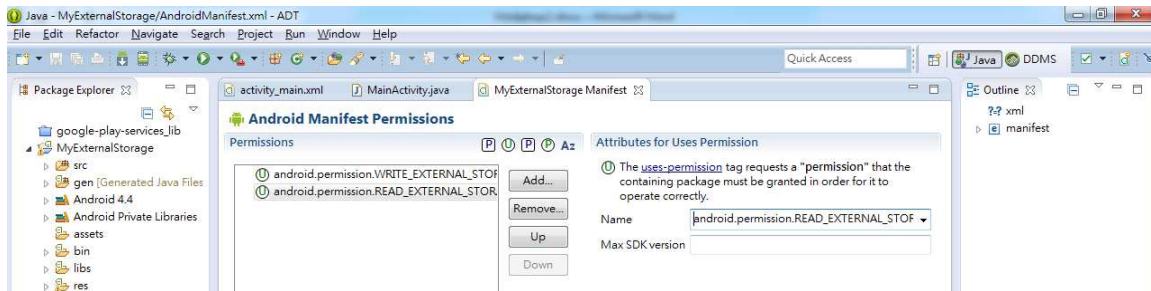 Java - MyExternalStorage/AndroidManifest.xml - ADT
File Edit Refactor Navigate Search Project Run Window Help
Quick Access
Java
DDMS
Package Explorer
google-play-services_lib
MyExternalStorage
src
gen [Generated Java Files
Android 4.4
Android Private Libraries
assets
bin
libs
res
activity_main.xml
MainActivity.java
MyExternalStorage Manifest
Android Manifest Permissions
Permissions
P U P P Az
android.permission.WRITE_EXTERNAL_STOR
android.permission.READ_EXTERNAL_STOR
Add...
Remove...
Up
Down
Attributes for Uses Permission
U The uses-permission tag requests a "permission" that the
containing package must be granted in order for it to
operate correctly.
Name android.permission.READ_EXTERNAL_STOR
Max SDK version
Outline
?-? xml
e manifest